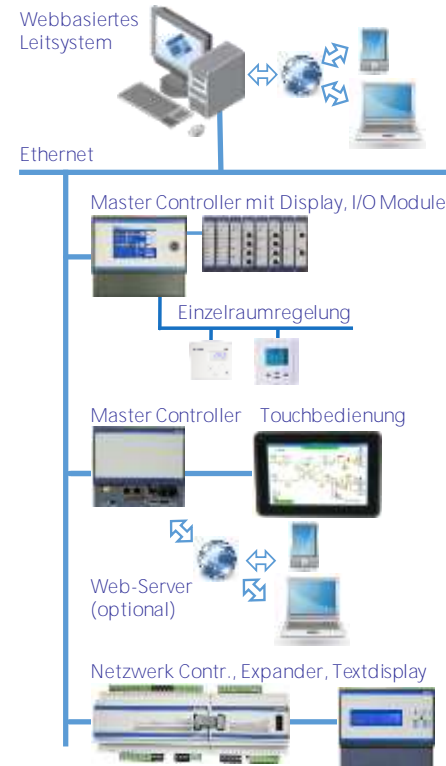 Webbasiertes
Leitsystem
Ethernet
Master Controller mit Display, I/O Module
Einzelraumregelung
Master Controller
Touchbedienung
Web-Server
(optional)
Netzwerk Contr., Expander, Textdisplay